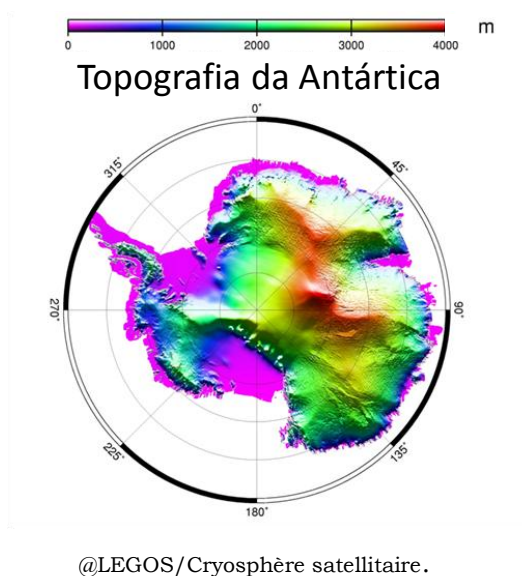 m
0 1000 2000 3000 4000
Topografia da Antártica
0°
315° 45°
270° 90°
225° 135°
180°
@LEGOS/Cryosphère satellitaire.